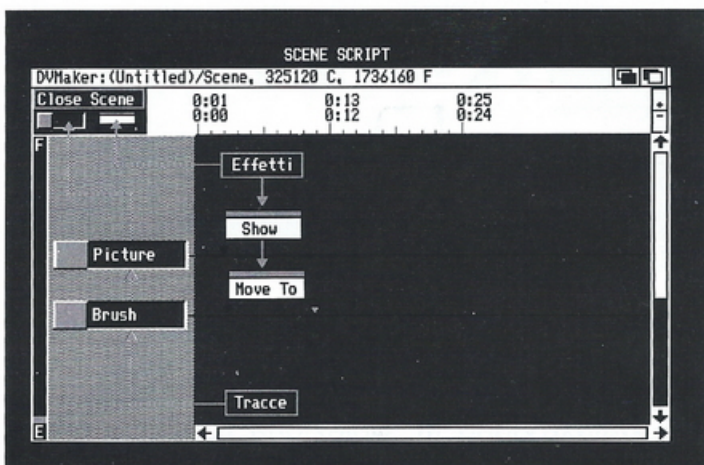 SCENE SCRIPT
DVMaker:(Untitled)/Scene, 325120 C, 1736160 F
Close Scene
0:01 0:13 0:25
0:00 0:12 0:24
+
-
F
Effetti
Show
Picture
Move To
Brush
Tracce
E